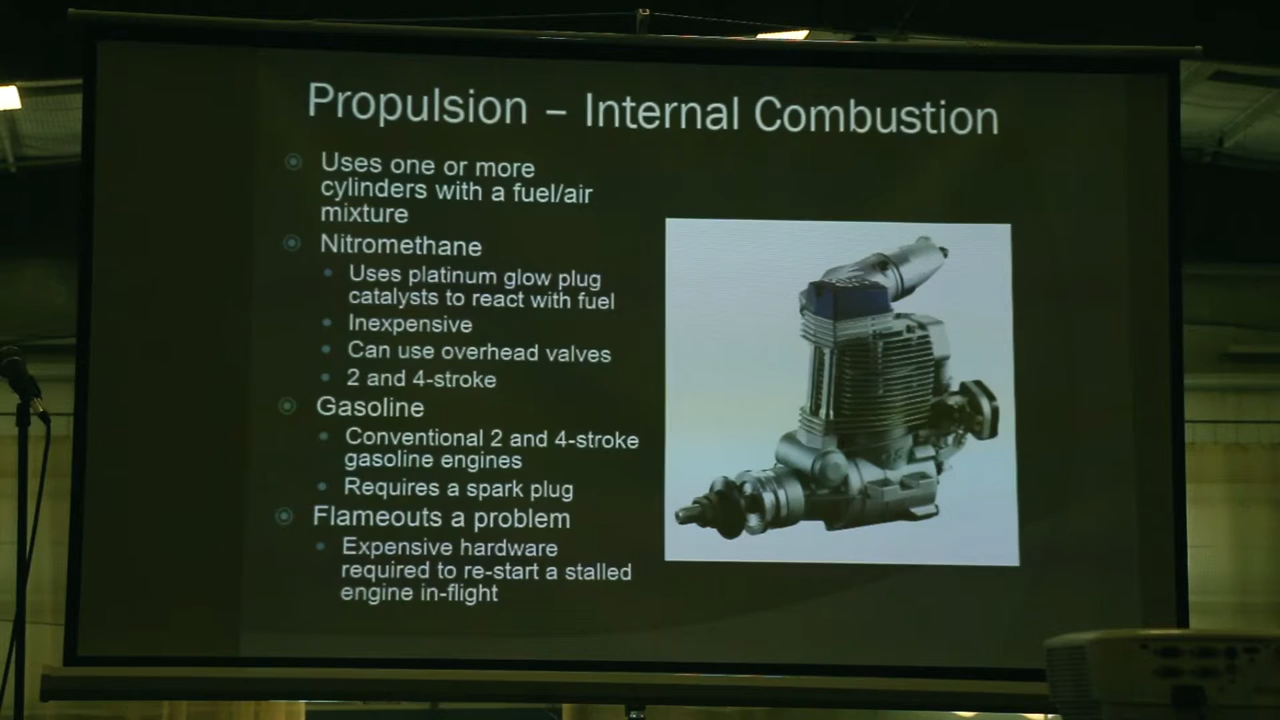 Propulsion – Internal Combustion
Uses one or more
cylinders with a fuel/air
mixture
Nitromethane
Uses platinum glow plug
catalysts to react with fuel
Inexpensive
Can use overhead valves
2 and 4-stroke
Gasoline
Conventional 2 and 4-stroke
gasoline engines
Requires a spark plug
Flameouts a problem
Expensive hardware
required to re-start a stalled
engine in-flight